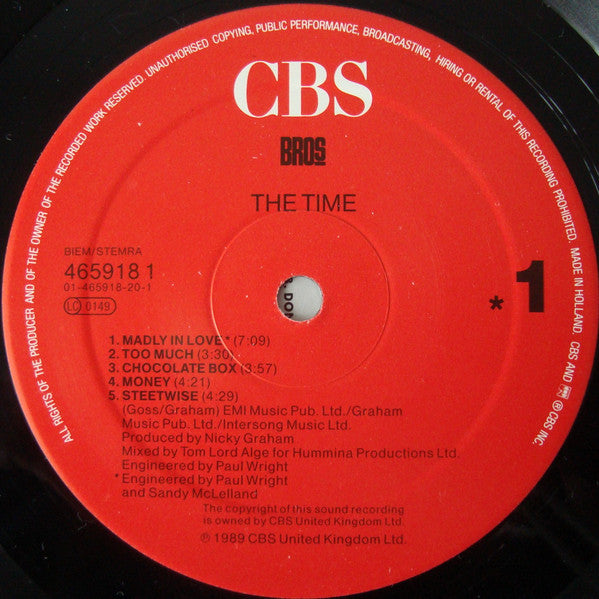 ALL RIGHTS OF THE PRODUCER AND OF THE OWNER OF THE RECORDED WORK RESERVED. UNAUTHORISED COPYING, PUBLIC PERFORMANCE, BROADCASTING, HIRING OR RENTAL OF THIS RECORDING PROHIBITED. MADE IN HOLLAND. CBS AND ® CBS INC.
CBS
BROS
THE TIME
BIEM/STEMRA
465918 1
01-465918-20-1
LC 0149
*1
1. MADLY IN LOVE* (7:09)
2. TOO MUCH (3:30)
3. CHOCOLATE BOX (3:57)
4. MONEY (4:21)
5. STEETWISE (4:29)
(Goss/Graham) EMI Music Pub. Ltd./Graham
Music Pub. Ltd./Intersong Music Ltd.
Produced by Nicky Graham
Mixed by Tom Lord Alge for Hummina Productions Ltd.
Engineered by Paul Wright
*Engineered by Paul Wright
and Sandy McLelland
The copyright of this sound recording
is owned by CBS United Kingdom Ltd.
℗ 1989 CBS United Kingdom Ltd.